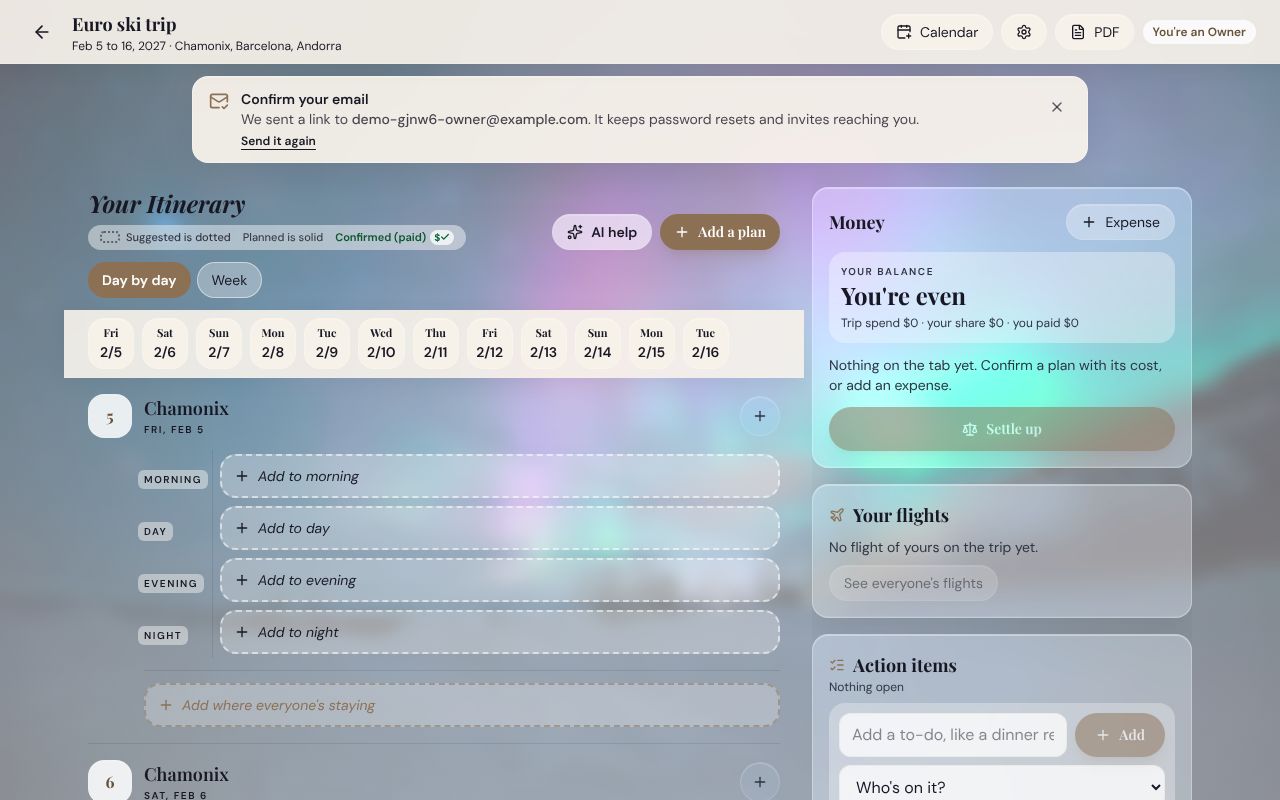 Euro ski trip
Feb 5 to 16, 2027 · Chamonix, Barcelona, Andorra
Calendar
PDF
You're an Owner
Confirm your email
We sent a link to demo-gjnw6-owner@example.com. It keeps password resets and invites reaching you.
Send it again
Your Itinerary
Suggested is dotted Planned is solid Confirmed (paid) $✓
AI help
Add a plan
Day by day
Week
Fri Sat Sun Mon Tue Wed Thu Fri Sat Sun Mon Tue
2/5 2/6 2/7 2/8 2/9 2/10 2/11 2/12 2/13 2/14 2/15 2/16
5 Chamonix
FRI, FEB 5
MORNING
Add to morning
DAY
Add to day
EVENING
Add to evening
NIGHT
Add to night
Add where everyone's staying
6 Chamonix
SAT, FEB 6
Money
Expense
YOUR BALANCE
You're even
Trip spend $0 · your share $0 · you paid $0
Nothing on the tab yet. Confirm a plan with its cost,
or add an expense.
Settle up
Your flights
No flight of yours on the trip yet.
See everyone's flights
Action items
Nothing open
Add a to-do, like a dinner re
Add
Who's on it?